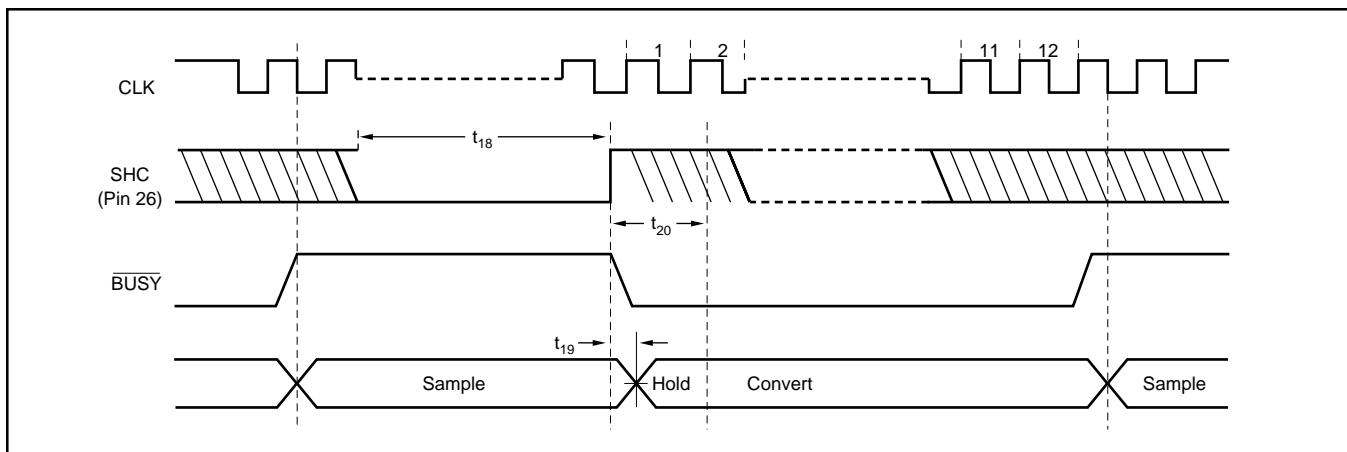 1 2 11 12
CLK
t18
SHC
(Pin 26)
t20
BUSY
t19
Sample Hold Convert Sample